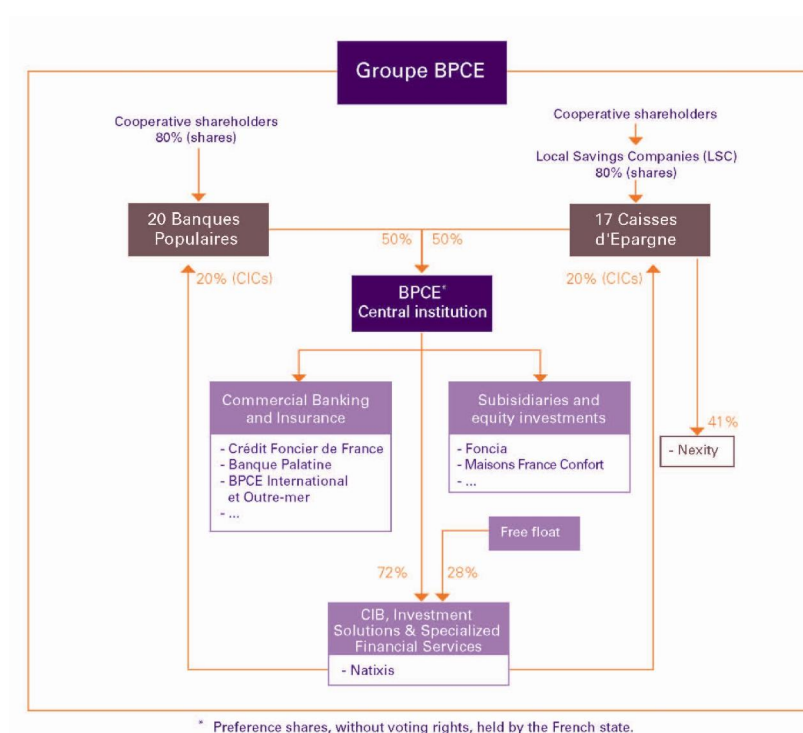 Groupe BPCE
Cooperative shareholders
80% (shares)
Cooperative shareholders
Local Savings Companies (LSC)
80% (shares)
20 Banques
Populaires
17 Caisses
d'Epargne
50%
50%
20% (CICs)
20% (CICs)
BPCE*
Central institution
Commercial Banking
and Insurance
- Crédit Foncier de France
- Banque Palatine
- BPCE International
et Outre-mer
- ...
Subisidiaries and
equity investments
- Foncia
- Maisons France Confort
- ...
41%
- Nexity
Free float
72%
28%
CIB, Investment
Solutions & Specialized
Financial Services
- Natixis
* Preference shares, without voting rights, held by the French state.